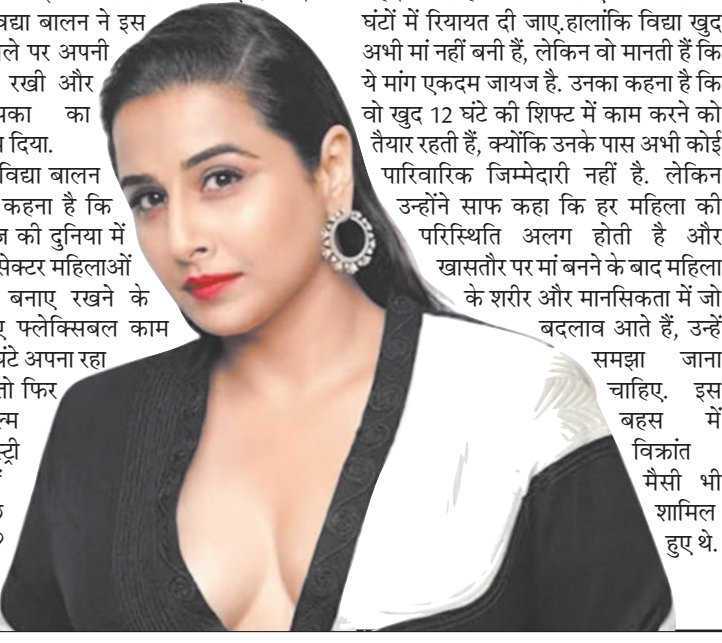 विद्या बालन ने इस
पर अपनी
रखी और
का
दिया.
विद्या बालन
कहना है कि
की दुनिया में
सेक्टर महिलाओं
बनाए रखने के
फ्लेक्सिबल काम
घंटे अपना रहा
तो फिर
घंटों में रियायत दी जाए.हालांकि विद्या खुद
अभी मां नहीं बनी हैं, लेकिन वो मानती हैं कि
ये मांग एकदम जायज है. उनका कहना है कि
वो खुद 12 घंटे की शिफ्ट में काम करने को
तैयार रहती हैं, क्योंकि उनके पास अभी कोई
पारिवारिक जिम्मेदारी नहीं है. लेकिन
उन्होंने साफ कहा कि हर महिला की
परिस्थिति अलग होती है और
खासतौर पर मां बनने के बाद महिला
के शरीर और मानसिकता में जो
बदलाव आते हैं, उन्हें
समझा जाना
चाहिए. इस
बहस में
विक्रांत
मैसी भी
शामिल
हुए थे.